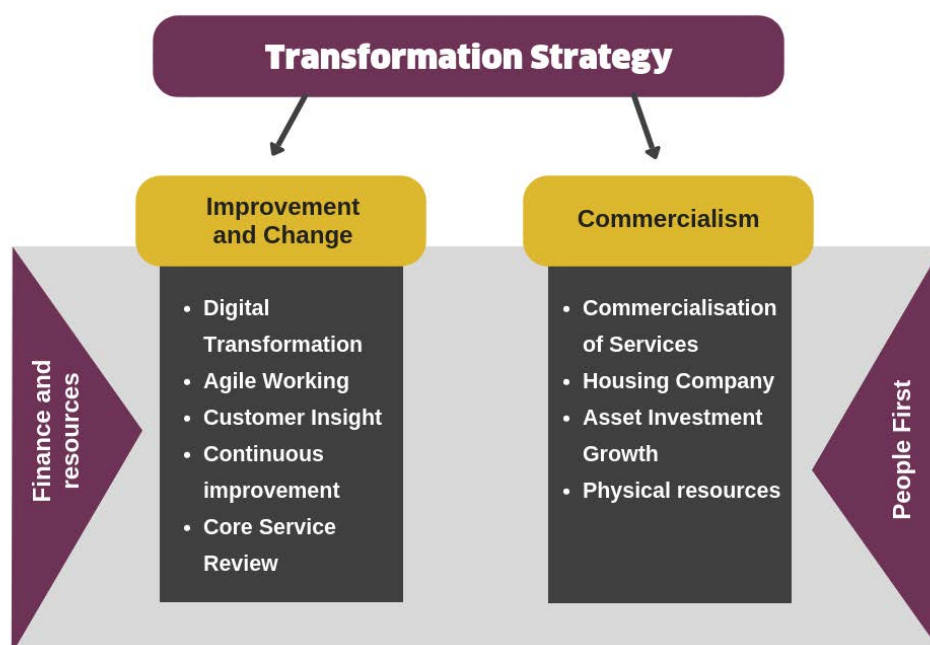 Transformation Strategy
Improvement
and Change
Commercialism
Finance and
resources
• Digital
Transformation
• Agile Working
• Customer Insight
• Continuous
improvement
• Core Service
Review
• Commercialisation
of Services
• Housing Company
• Asset Investment
Growth
• Physical resources
People First